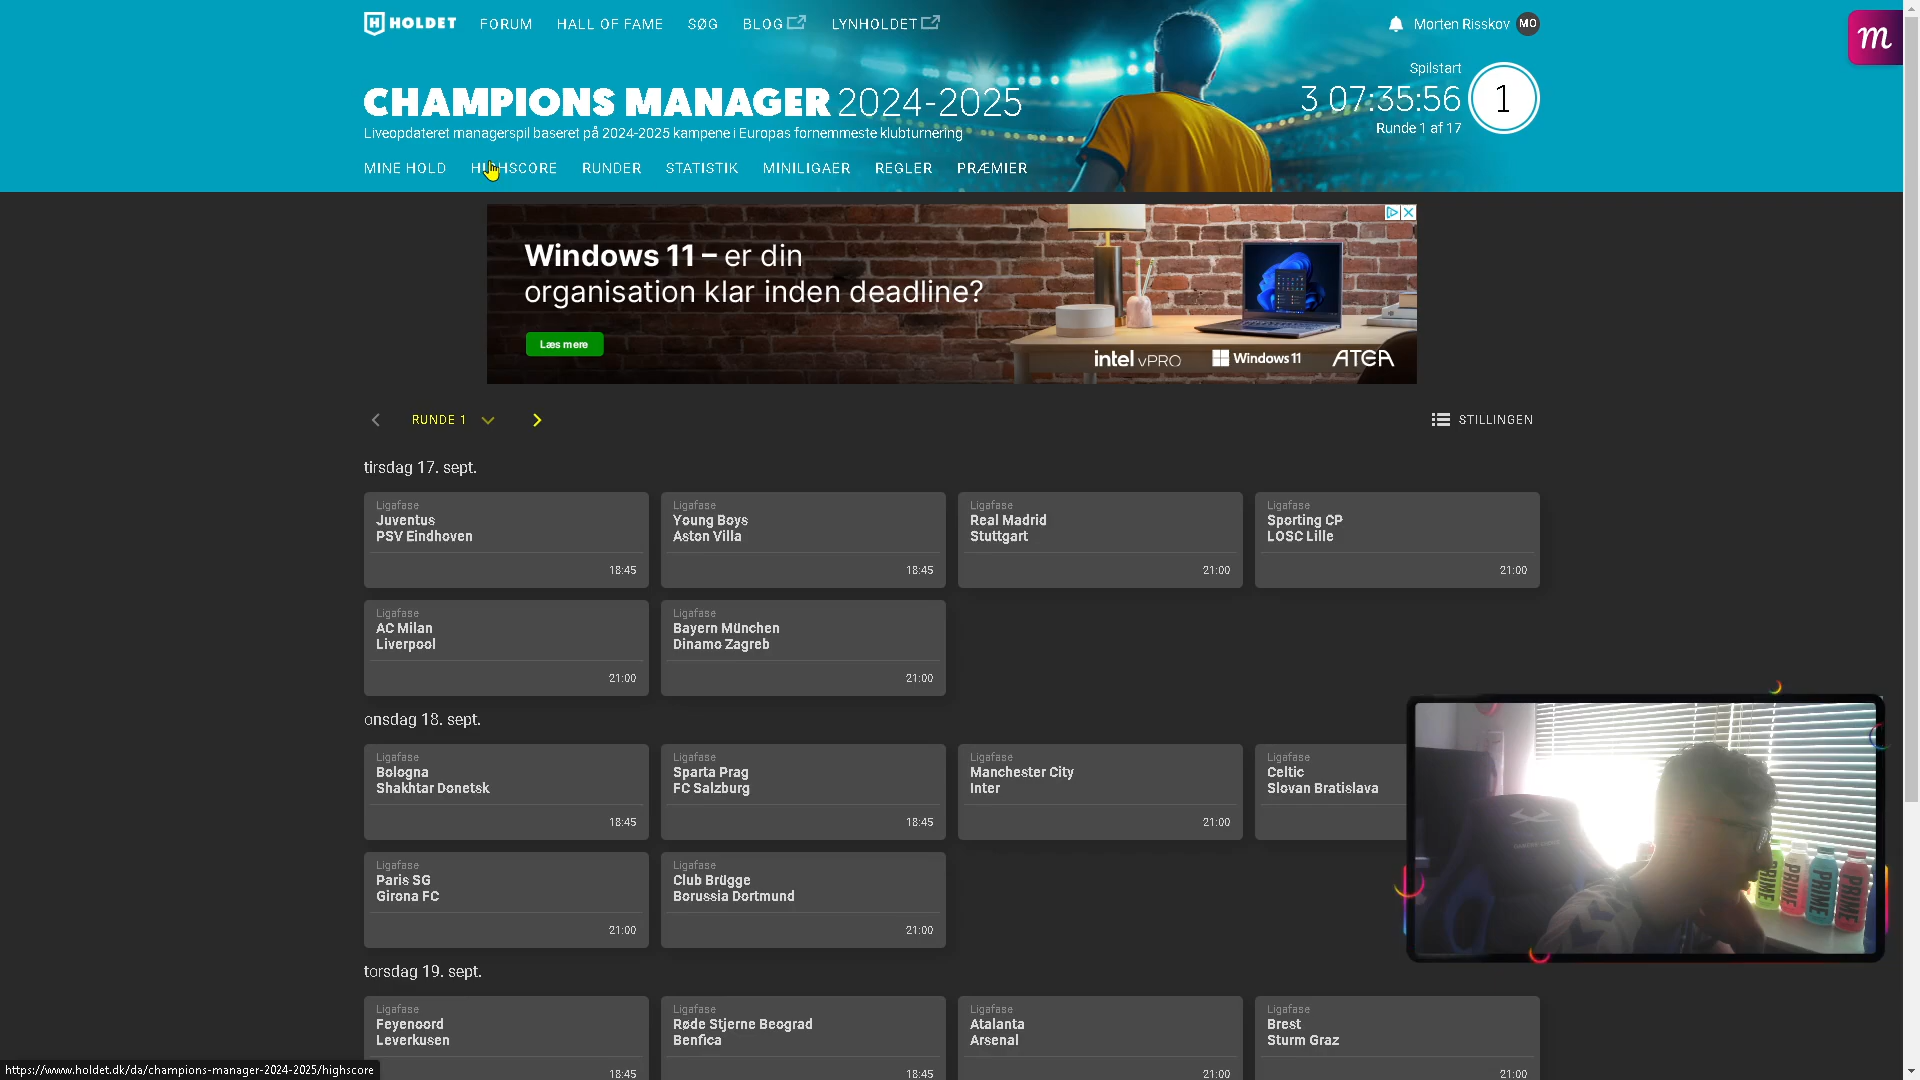 HOLDET
FORUM
HALL OF FAME
SØG
BLOG
LYNHOLDET
Morten Risskov
MO
m
CHAMPIONS MANAGER 2024-2025
Liveopdateret managerspil baseret på 2024-2025 kampene i Europas fornemmeste klubturnering
Spilstart
3 07:35:56
1
Runde 1 af 17
MINE HOLD
RUNDER
STATISTIK
MINILIGAER
REGLER
PRÆMIER
Windows 11 – er din
organisation klar inden deadline?
Læs mere
intel vPRO
Windows 11
ATEA
RUNDE 1
STILLINGEN
tirsdag 17. sept.
Ligafase
Juventus
PSV Eindhoven
18:45
Ligafase
Young Boys
Aston Villa
18:45
Ligafase
Real Madrid
Stuttgart
21:00
Ligafase
Sporting CP
LOSC Lille
21:00
Ligafase
AC Milan
Liverpool
21:00
Ligafase
Bayern München
Dinamo Zagreb
21:00
onsdag 18. sept.
Ligafase
Bologna
Shakhtar Donetsk
18:45
Ligafase
Sparta Prag
FC Salzburg
18:45
Ligafase
Manchester City
Inter
21:00
Ligafase
Celtic
Slovan Bratislava
Ligafase
Paris SG
Girona FC
21:00
Ligafase
Club Brügge
Borussia Dortmund
21:00
PRIME
PRIME
PRIME
PRIME
torsdag 19. sept.
Ligafase
Feyenoord
Leverkusen
18:45
Ligafase
Røde Stjerne Beograd
Benfica
18:45
Ligafase
Atalanta
Arsenal
21:00
Ligafase
Brest
Sturm Graz
21:00
https://www.holdet.dk/da/champions-manager-2024-2025/highscore